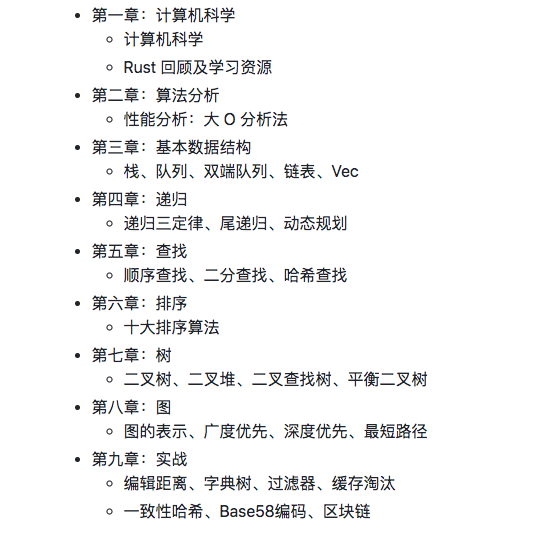 第一章：计算机科学
计算机科学
Rust 回顾及学习资源
第二章：算法分析
性能分析：大 O 分析法
第三章：基本数据结构
栈、队列、双端队列、链表、Vec
第四章：递归
递归三定律、尾递归、动态规划
第五章：查找
顺序查找、二分查找、哈希查找
第六章：排序
十大排序算法
第七章：树
二叉树、二叉堆、二叉查找树、平衡二叉树
第八章：图
图的表示、广度优先、深度优先、最短路径
第九章：实战
编辑距离、字典树、过滤器、缓存淘汰
一致性哈希、Base58编码、区块链